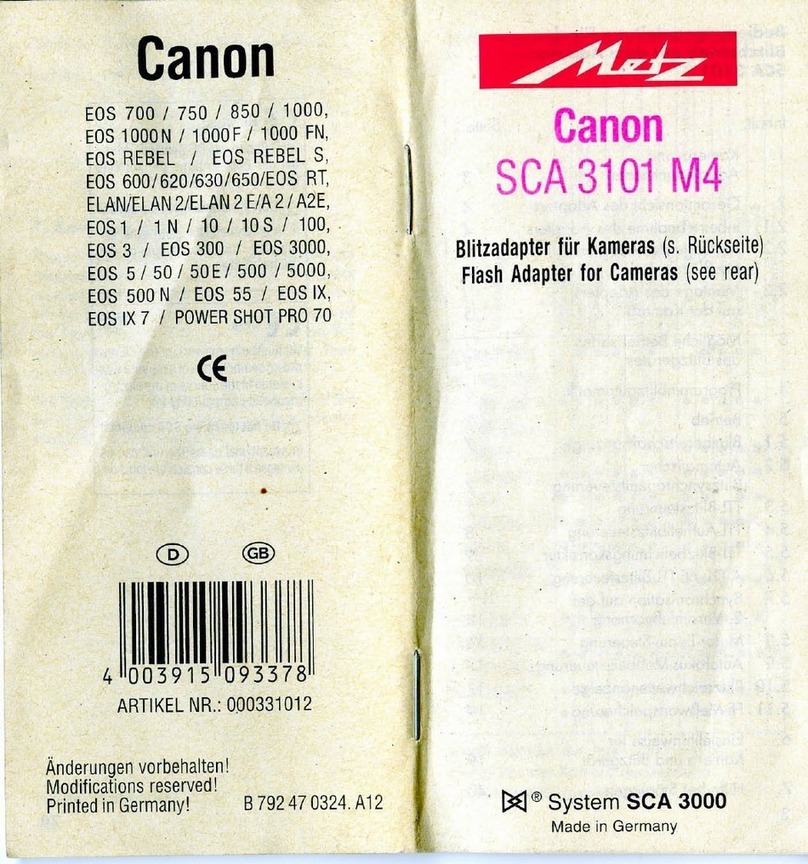 Canon
EOS 700 / 750 / 850 / 1000,
EOS 1000 N / 1000 F / 1000 FN,
EOS REBEL / EOS REBEL S,
EOS 600/620/630/650/EOS RT,
ELAN/ELAN 2/ELAN 2 E/A 2 / A2E,
EOS 1 / 1 N / 10 / 10 S / 100,
EOS 3 / EOS 300 / EOS 3000,
EOS 5 / 50 / 50 E / 500 / 5000,
EOS 500 N / EOS 55 / EOS IX,
EOS IX 7 / POWER SHOT PRO 70
CE
D GB
4 003915 093378
ARTIKEL NR.: 000331012
Änderungen vorbehalten!
Modifications reserved!
Printed in Germany! B 792 47 0324. A12
Metz
Canon
SCA 3101 M4
Blitzadapter für Kameras (s. Rückseite)
Flash Adapter for Cameras (see rear)
® System SCA 3000
Made in Germany